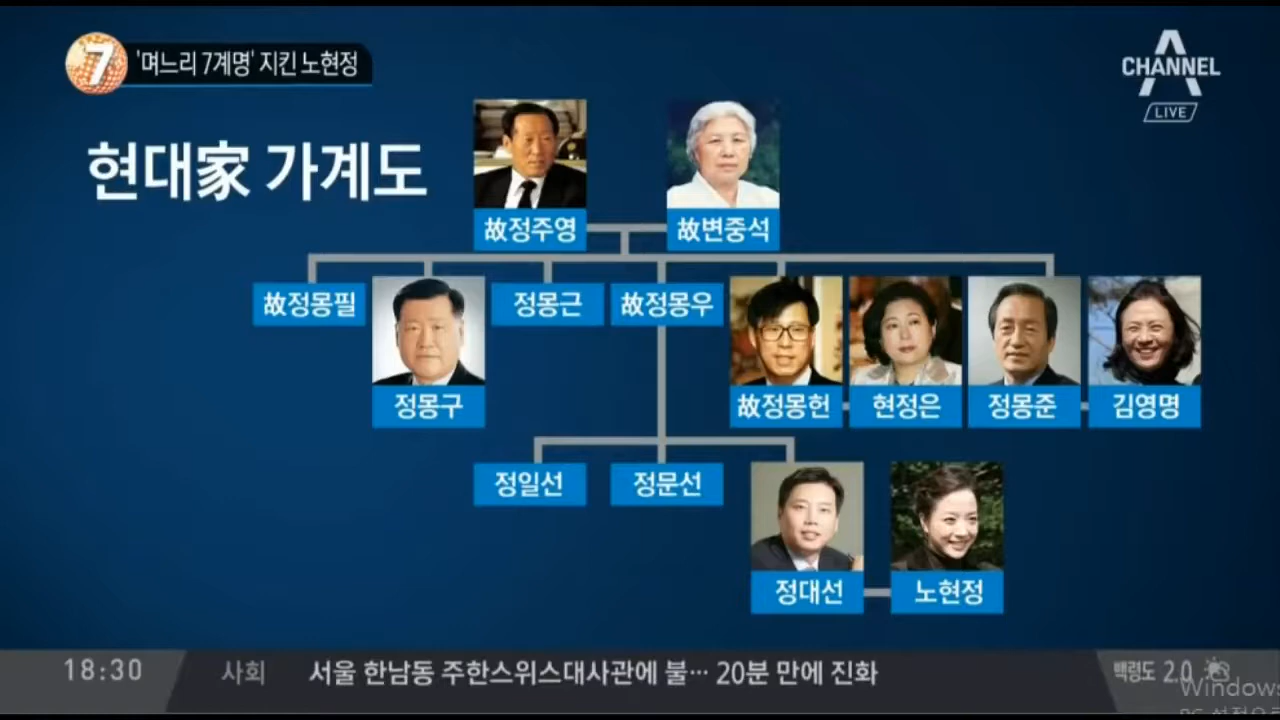 7
'며느리 7계명' 지킨 노현정
CHANNEL A
LIVE
현대家 가계도
故정주영
故변중석
故정몽필
정몽구
정몽근
故정몽우
故정몽헌
현정은
정몽준
김영명
정일선
정문선
정대선
노현정
18:30
사회
서울 한남동 주한스위스대사관에 불… 20분 만에 진화
백령도 2.0
Windows